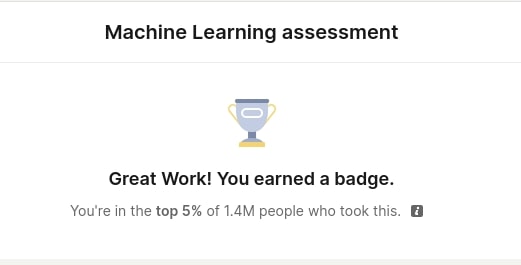 Machine Learning assessment
Great Work! You earned a badge.
You're in the top 5% of 1.4M people who took this. i